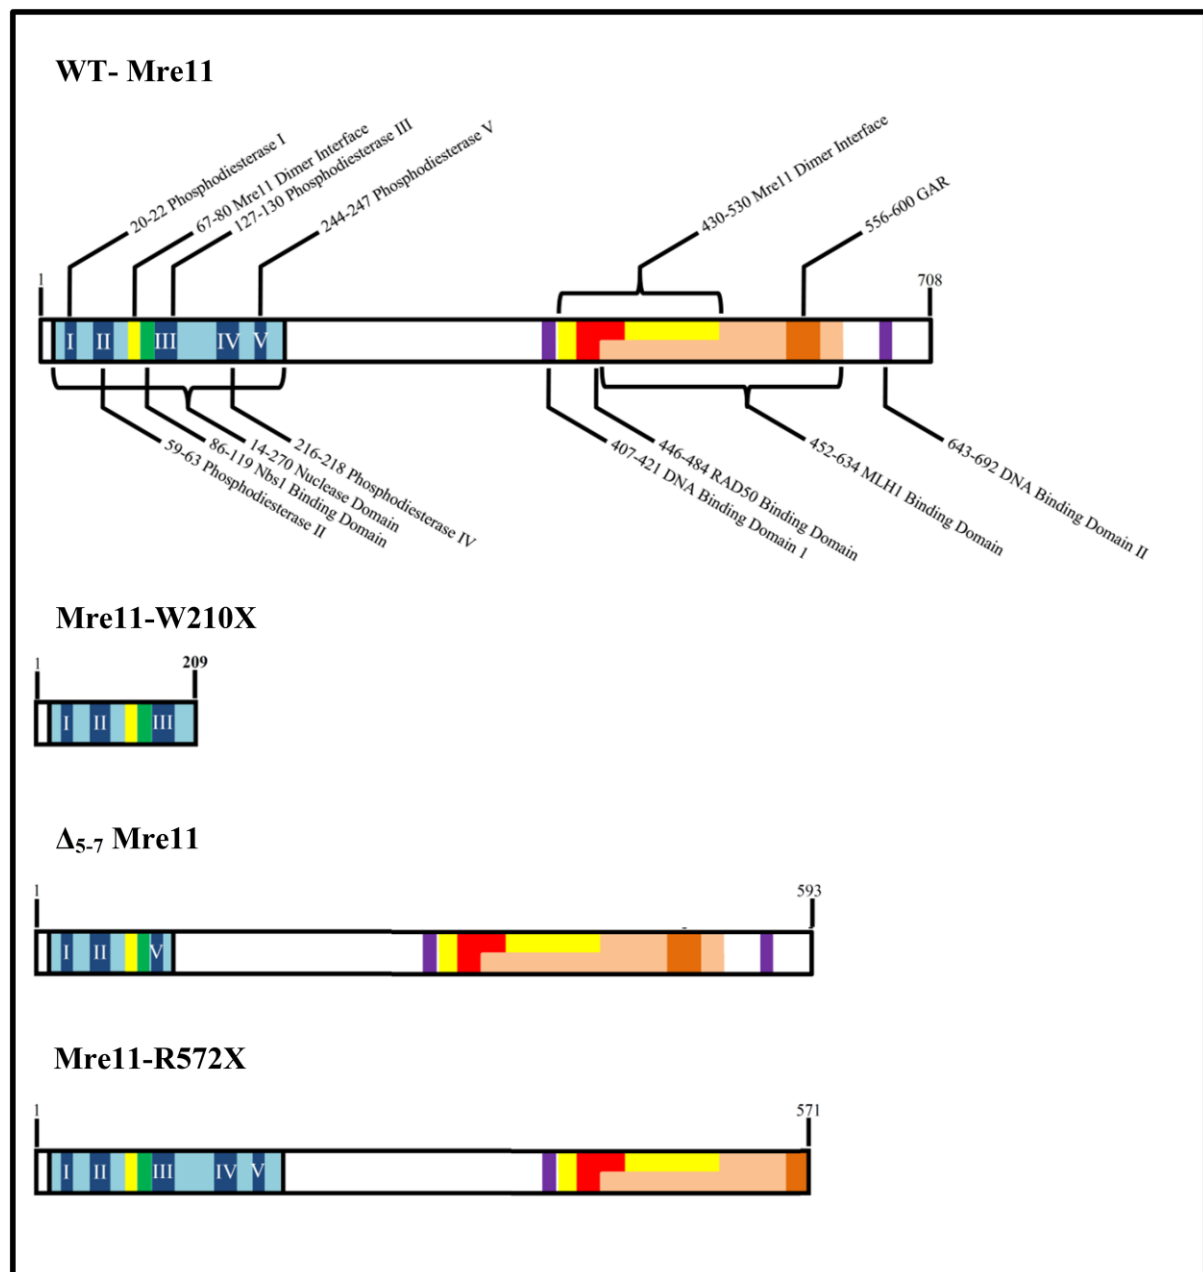 WT- Mre11
20-22 Phosphodiesterase I
67-80 Mre11 Dimer Interface
127-130 Phosphodiesterase III
244-247 Phosphodiesterase V
430-530 Mre11 Dimer Interface
556-600 GAR
1
708
I II III IV V
59-63 Phosphodiesterase II
86-119 Nbs1 Binding Domain
14-270 Nuclease Domain
216-218 Phosphodiesterase IV
407-421 DNA Binding Domain 1
446-484 RAD50 Binding Domain
452-634 MLH1 Binding Domain
643-692 DNA Binding Domain II
Mre11-W210X
1
209
I II III
Δ5-7 Mre11
1
593
I II V
Mre11-R572X
1
571
I II III IV V